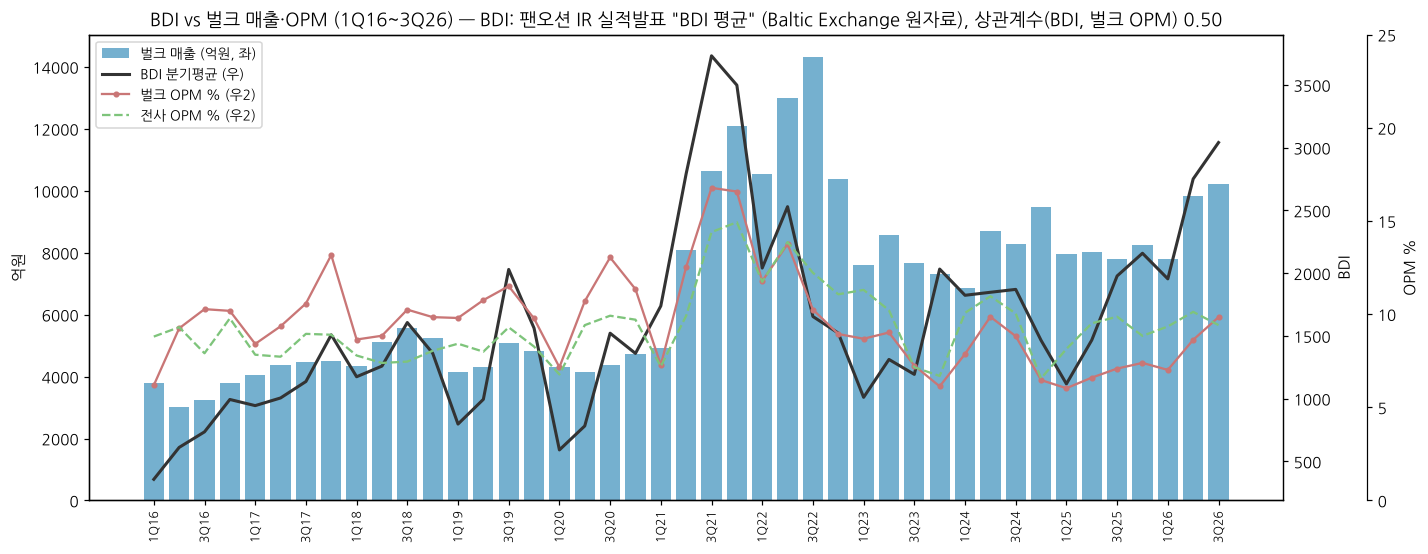 BDI vs 벌크 매출·OPM (1Q16~3Q26) — BDI: 팬오션 IR 실적발표 "BDI 평균" (Baltic Exchange 원자료), 상관계수(BDI, 벌크 OPM) 0.50
벌크 매출 (억원, 좌)
BDI 분기평균 (우)
벌크 OPM % (우2)
전사 OPM % (우2)
억원
14000
12000
10000
8000
6000
4000
2000
0
3500
3000
2500
2000
1500
1000
500
BDI
25
20
15
10
5
0
OPM %
1Q16
3Q16
1Q17
3Q17
1Q18
3Q18
1Q19
3Q19
1Q20
3Q20
1Q21
3Q21
1Q22
3Q22
1Q23
3Q23
1Q24
3Q24
1Q25
3Q25
1Q26
3Q26